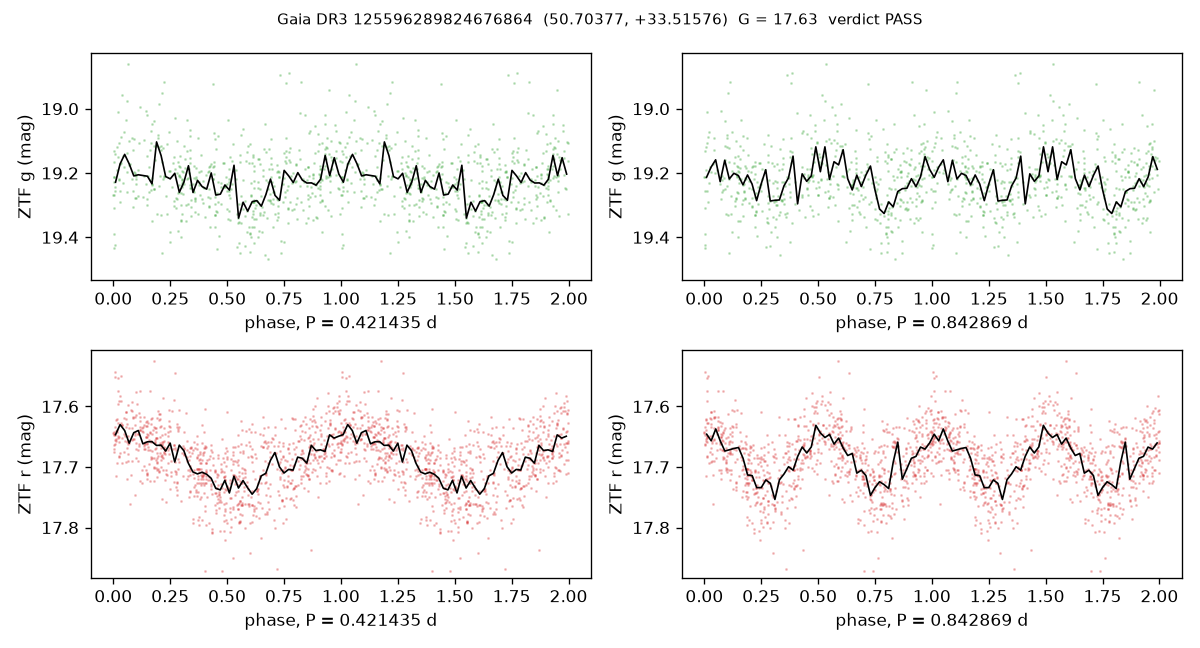 Gaia DR3 125596289824676864  (50.70377, +33.51576)  G = 17.63  verdict PASS
ZTF g (mag)
19.0
19.2
19.4
0.00 0.25 0.50 0.75 1.00 1.25 1.50 1.75 2.00
phase, P = 0.421435 d
ZTF g (mag)
19.0
19.2
19.4
0.00 0.25 0.50 0.75 1.00 1.25 1.50 1.75 2.00
phase, P = 0.842869 d
ZTF r (mag)
17.6
17.7
17.8
0.00 0.25 0.50 0.75 1.00 1.25 1.50 1.75 2.00
phase, P = 0.421435 d
ZTF r (mag)
17.6
17.7
17.8
0.00 0.25 0.50 0.75 1.00 1.25 1.50 1.75 2.00
phase, P = 0.842869 d